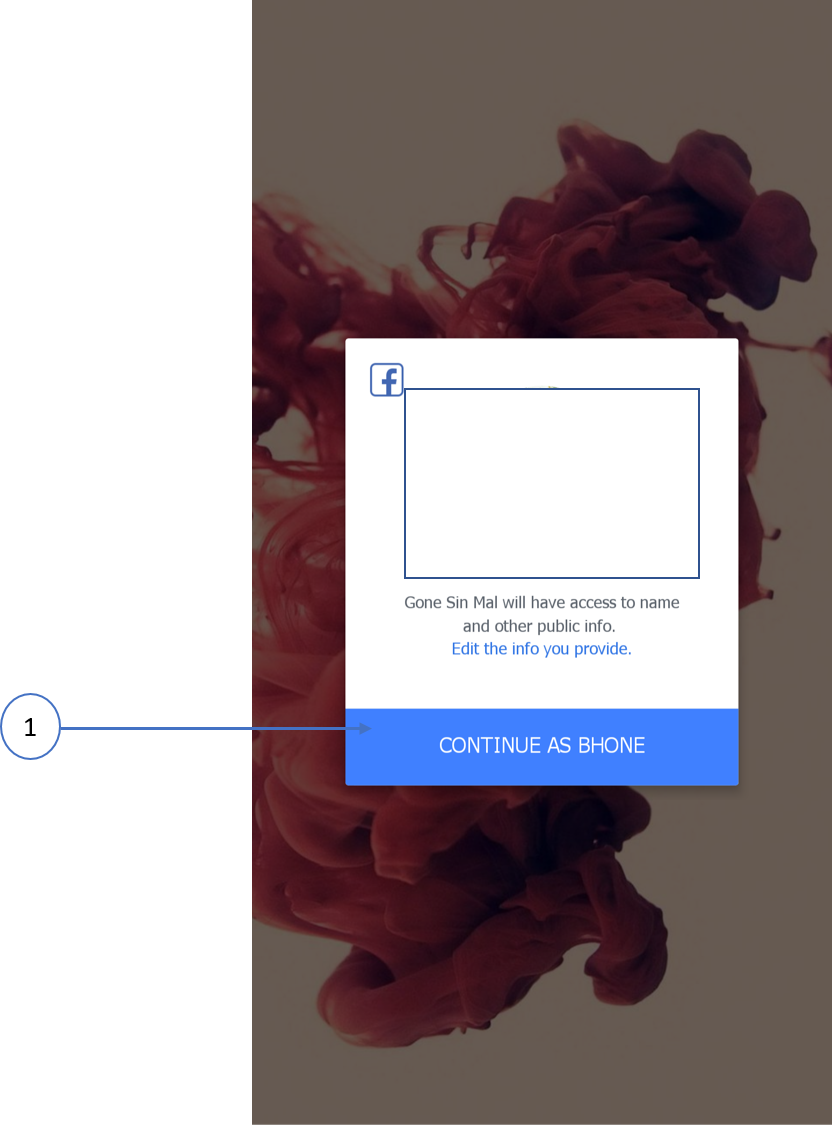 Gone Sin Mal will have access to name
and other public info.
Edit the info you provide.
1
CONTINUE AS BHONE